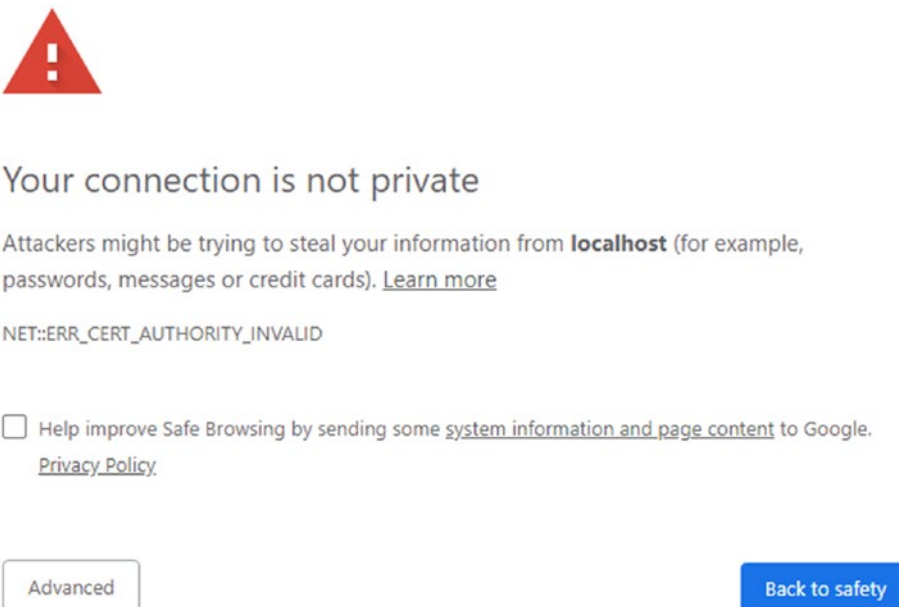 Your connection is not private
Attackers might be trying to steal your information from localhost (for example,
passwords, messages or credit cards). Learn more
NET::ERR_CERT_AUTHORITY_INVALID
Help improve Safe Browsing by sending some system information and page content to Google.
Privacy Policy
Advanced
Back to safety